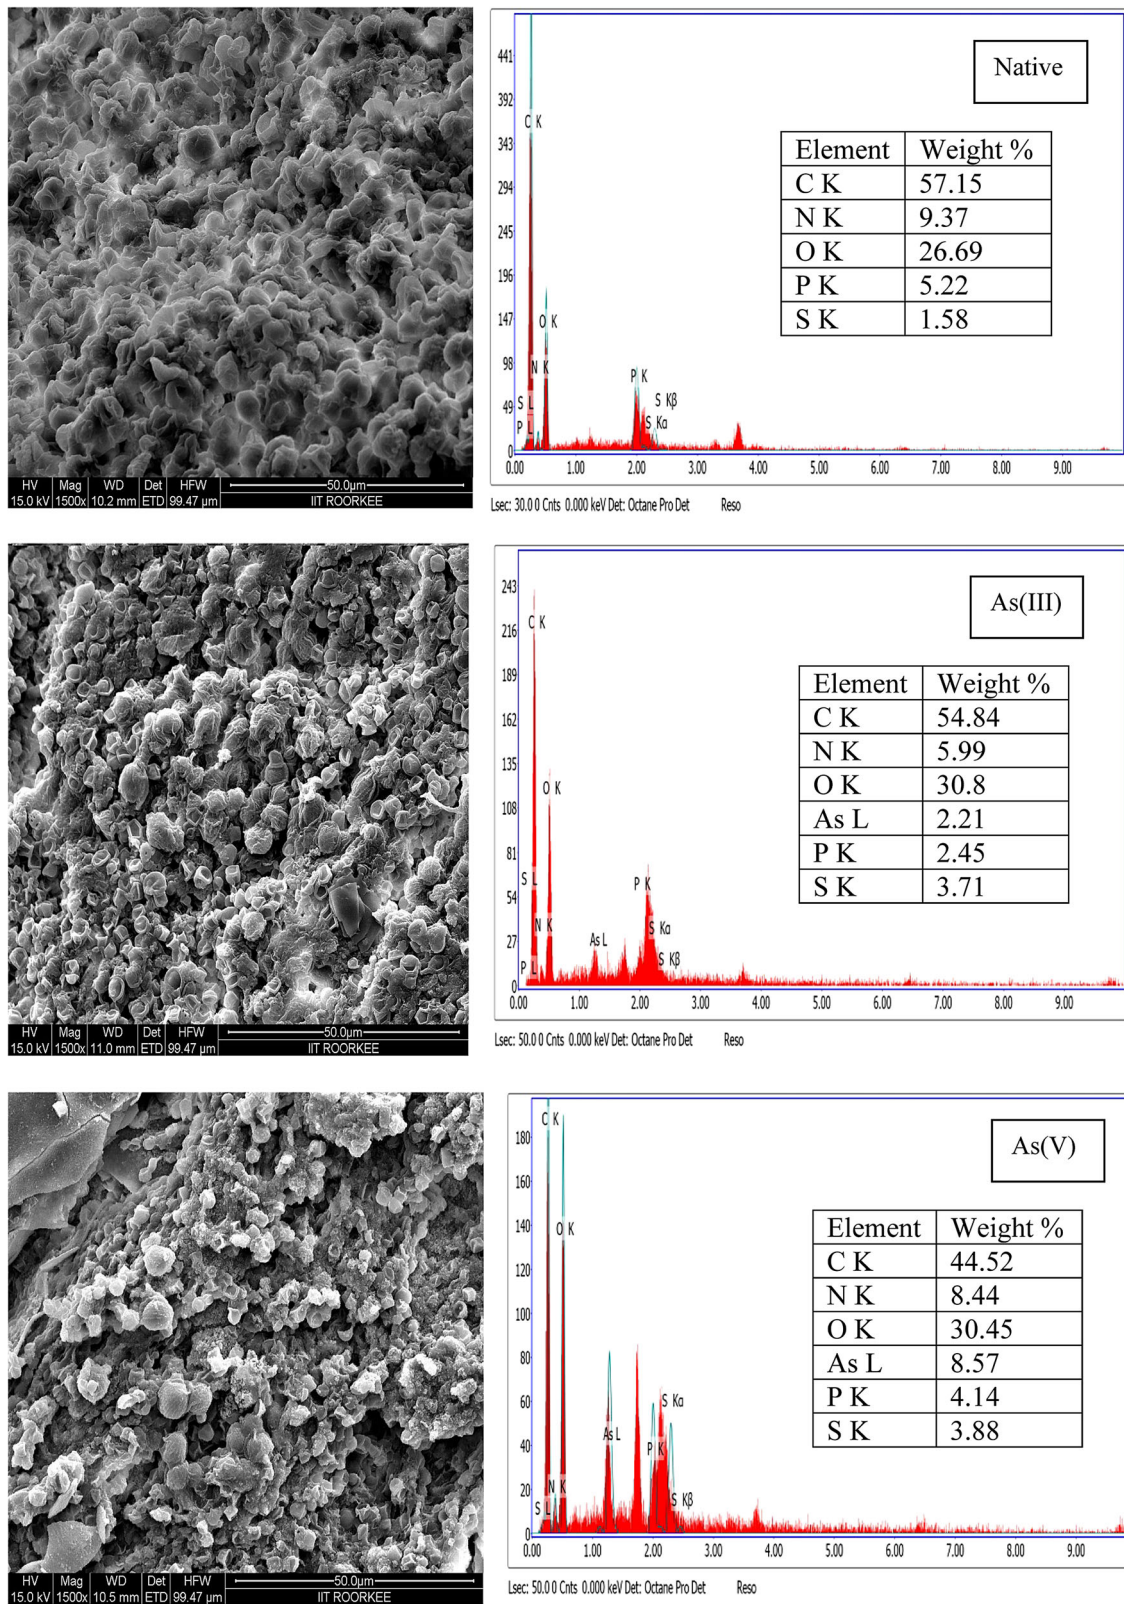 441
392
343
294
245
196
147
98
49
0
C K
O K
N K
S L
P L
P K
S Kβ
S Kα
0.00 1.00 2.00 3.00 4.00 5.00 6.00 7.00 8.00 9.00
Lsec: 30.0 0 Cnts 0.000 keV Det: Octane Pro Det Reso
Native
Element Weight %
C K 57.15
N K 9.37
O K 26.69
P K 5.22
S K 1.58
HV Mag WD Det HFW 50.0µm
15.0 kV 1500x 10.2 mm ETD 99.47 µm IIT ROORKEE
243
216
189
162
135
108
81
54
27
0
C K
O K
S L
N K
P L
As L
P K
S Kα
S Kβ
0.00 1.00 2.00 3.00 4.00 5.00 6.00 7.00 8.00 9.00
Lsec: 50.0 0 Cnts 0.000 keV Det: Octane Pro Det Reso
As(III)
Element Weight %
C K 54.84
N K 5.99
O K 30.8
As L 2.21
P K 2.45
S K 3.71
HV Mag WD Det HFW 50.0µm
15.0 kV 1500x 11.0 mm ETD 99.47 µm IIT ROORKEE
180
160
140
120
100
80
60
40
20
0
C K
O K
N K
S L
As L
P K
S Kα
S Kβ
0.00 1.00 2.00 3.00 4.00 5.00 6.00 7.00 8.00 9.00
Lsec: 50.0 0 Cnts 0.000 keV Det: Octane Pro Det Reso
As(V)
Element Weight %
C K 44.52
N K 8.44
O K 30.45
As L 8.57
P K 4.14
S K 3.88
HV Mag WD Det HFW 50.0µm
15.0 kV 1500x 10.5 mm ETD 99.47 µm IIT ROORKEE